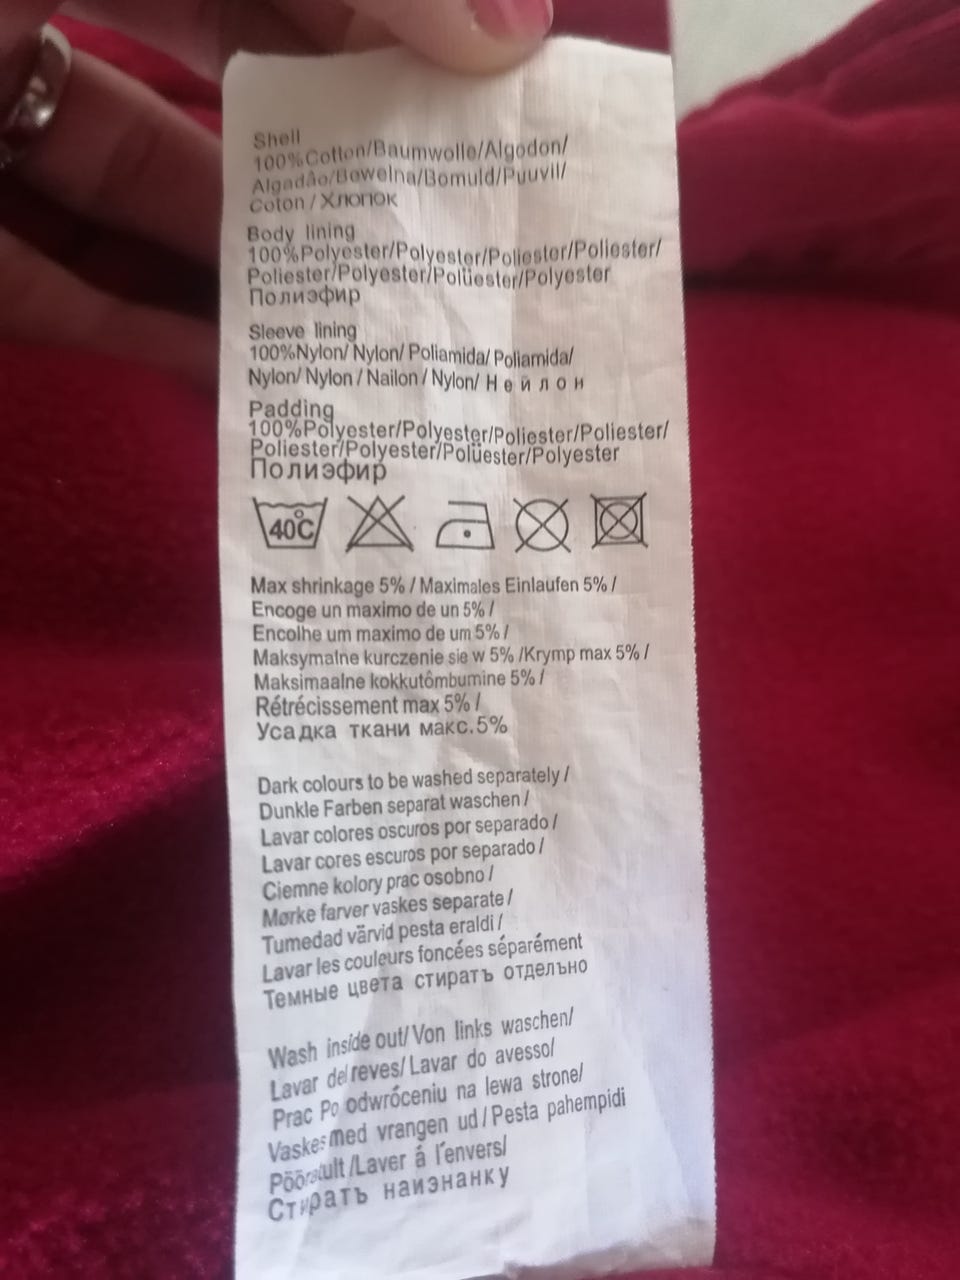 Shell
100%Cotton/Baumwolle/Algodon/
Algadão/Bewelna/Bomuld/Puuvil/
Coton / Хлопок
Body lining
100%Polyester/Polyester/Poliester/Poliester/
Poliester/Polyester/Polüester/Polyester
Полиэфир
Sleeve lining
100%Nylon/ Nylon/ Poliamida/ Poliamida/
Nylon/ Nylon / Nailon / Nylon/ Нейлон
Padding
100%Polyester/Polyester/Poliester/Poliester/
Poliester/Polyester/Polüester/Polyester
Полиэфир
40°C
Max shrinkage 5% / Maximales Einlaufen 5% /
Encoge un maximo de un 5% /
Encolhe um maximo de um 5% /
Maksymalne kurczenie sie w 5% /Krymp max 5% /
Maksimaalne kokkutômbumine 5% /
Rétrécissement max 5% /
Усадка ткани макс.5%
Dark colours to be washed separately /
Dunkle Farben separat waschen /
Lavar colores oscuros por separado /
Lavar cores escuros por separado /
Ciemne kolory prac osobno /
Mørke farver vaskes separate /
Tumedad värvid pesta eraldi /
Lavar les couleurs foncées séparément
Темные цвета стиратъ отдельно
Wash inside out/ Von links waschen/
Lavar del reves/ Lavar do avesso/
Prac Po odwróceniu na lewa strone/
Vaskes med vrangen ud / Pesta pahempidi
Pööratult /Laver á l'envers/
Стиратъ наизнанку